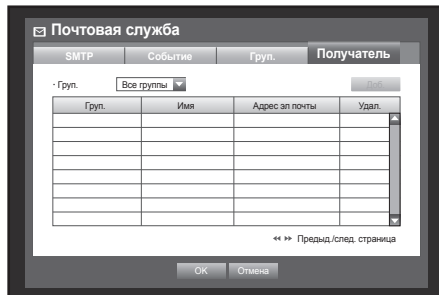 Почтовая служба
SMTP Событие Груп. Получатель
· Груп. Все группы Доб.
Груп. Имя Адрес эл почты Удал.
Предыд./след. страница
OK Отмена